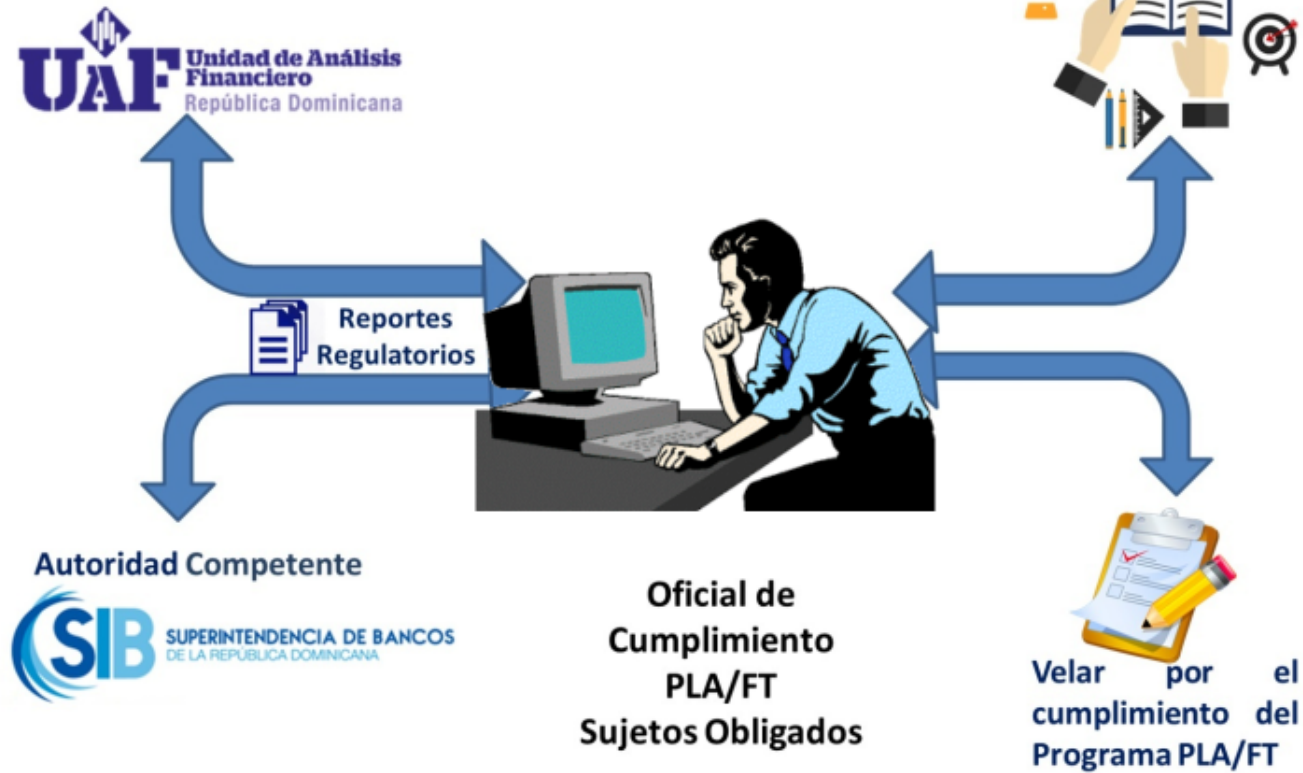 UAF
Unidad de Análisis
Financiero
República Dominicana
Reportes
Regulatorios
Autoridad Competente
SIB
SUPERINTENDENCIA DE BANCOS
DE LA REPÚBLICA DOMINICANA
Oficial de
Cumplimiento
PLA/FT
Sujetos Obligados
Velar por el
cumplimiento del
Programa PLA/FT